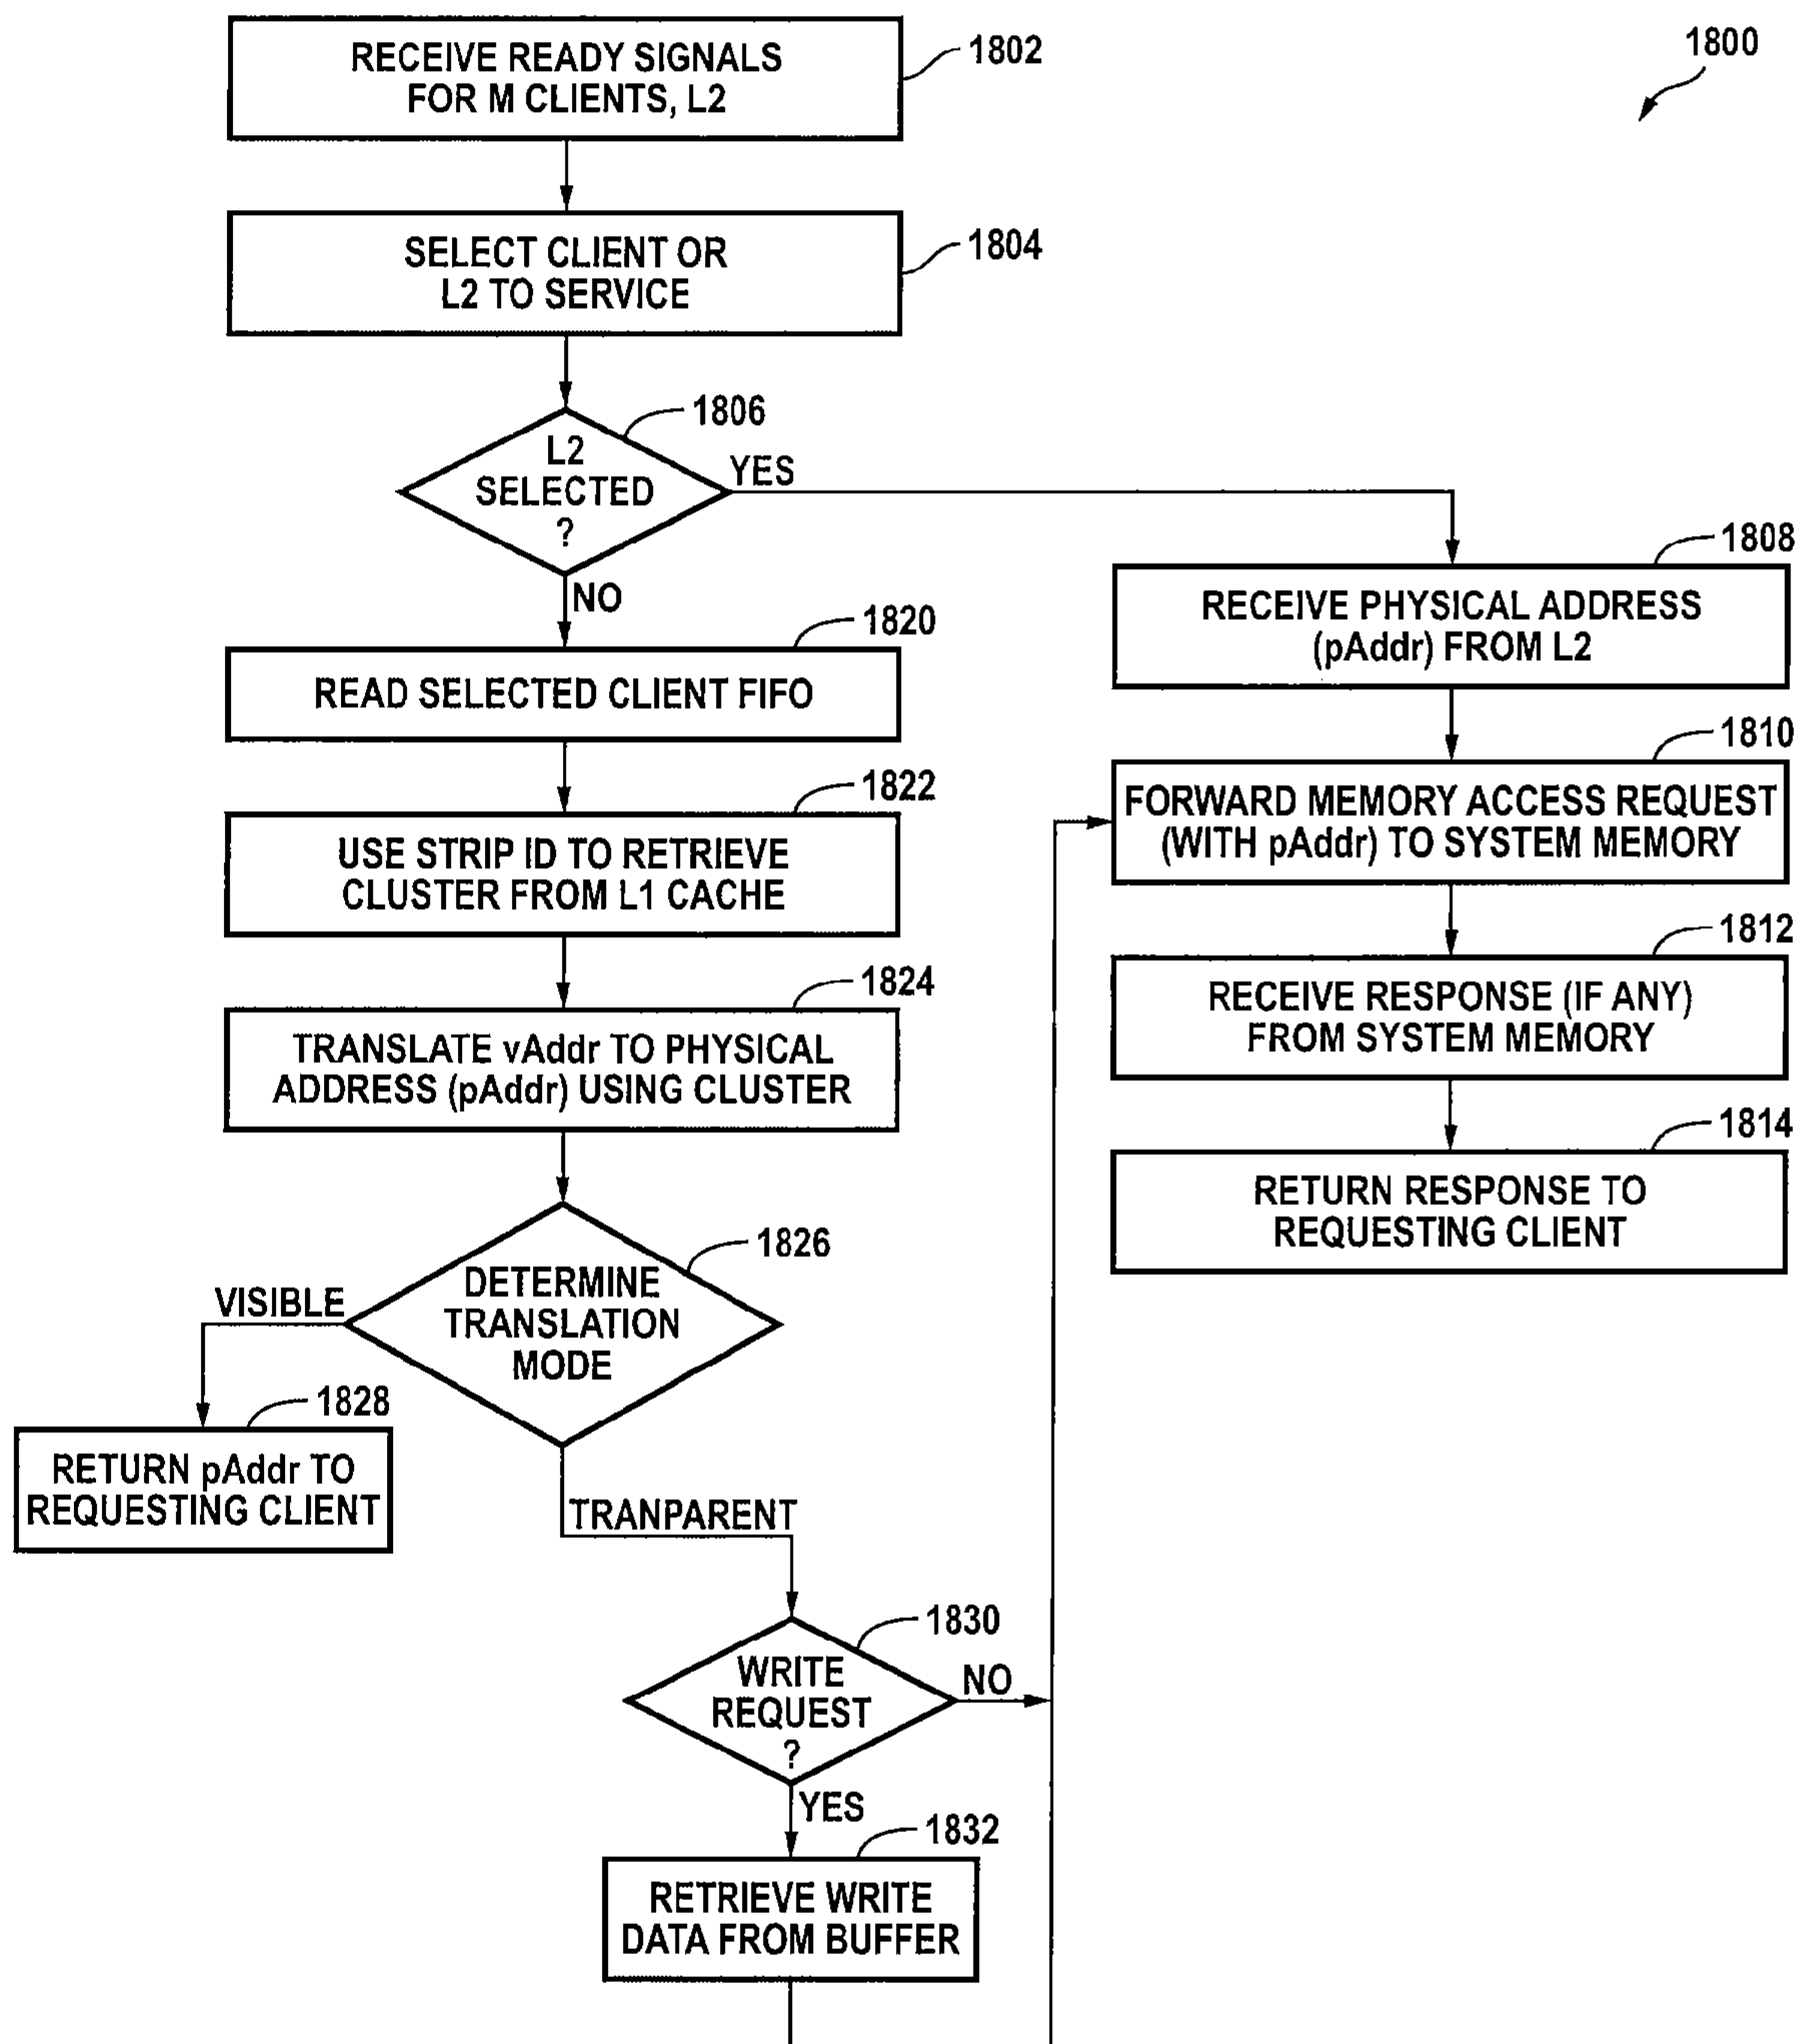 1800
RECEIVE READY SIGNALS
FOR M CLIENTS, L2
1802
SELECT CLIENT OR
L2 TO SERVICE
1804
L2
SELECTED
?
1806
YES
NO
1808
RECEIVE PHYSICAL ADDRESS
(pAddr) FROM L2
1810
FORWARD MEMORY ACCESS REQUEST
(WITH pAddr) TO SYSTEM MEMORY
1812
RECEIVE RESPONSE (IF ANY)
FROM SYSTEM MEMORY
1814
RETURN RESPONSE TO
REQUESTING CLIENT
1820
READ SELECTED CLIENT FIFO
1822
USE STRIP ID TO RETRIEVE
CLUSTER FROM L1 CACHE
1824
TRANSLATE vAddr TO PHYSICAL
ADDRESS (pAddr) USING CLUSTER
1826
DETERMINE
TRANSLATION
MODE
VISIBLE
1828
RETURN pAddr TO
REQUESTING CLIENT
TRANPARENT
1830
WRITE
REQUEST
?
NO
YES
1832
RETRIEVE WRITE
DATA FROM BUFFER